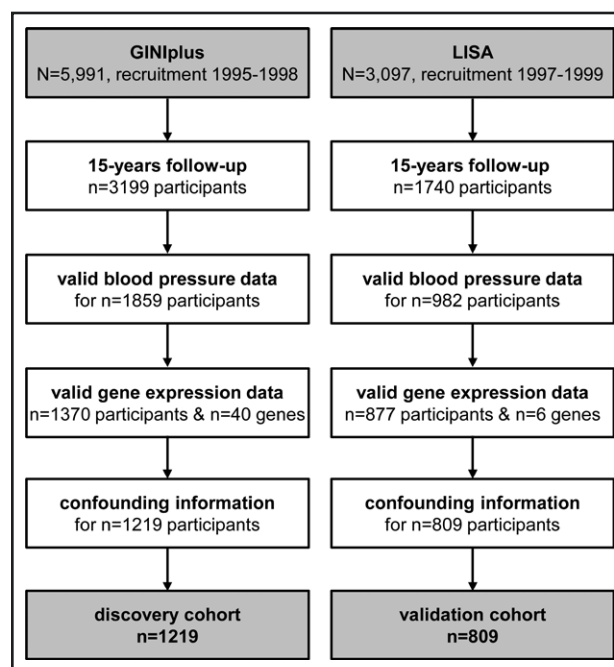 GINIplus
N=5,991, recruitment 1995-1998
15-years follow-up
n=3199 participants
valid blood pressure data
for n=1859 participants
valid gene expression data
n=1370 participants & n=40 genes
confounding information
for n=1219 participants
discovery cohort
n=1219
LISA
N=3,097, recruitment 1997-1999
15-years follow-up
n=1740 participants
valid blood pressure data
for n=982 participants
valid gene expression data
n=877 participants & n=6 genes
confounding information
for n=809 participants
validation cohort
n=809